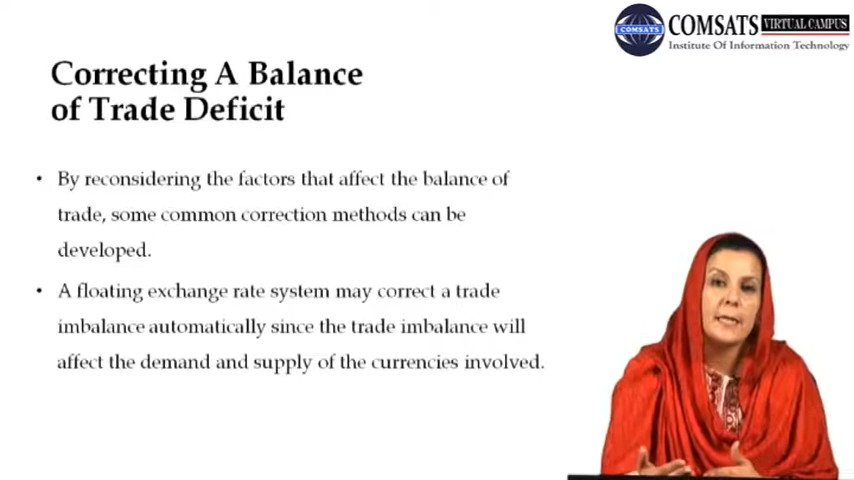 COMSATS VIRTUAL CAMPUS
COMSATS
Institute Of Information Technology
Correcting A Balance
of Trade Deficit
• By reconsidering the factors that affect the balance of
trade, some common correction methods can be
developed.
• A floating exchange rate system may correct a trade
imbalance automatically since the trade imbalance will
affect the demand and supply of the currencies involved.